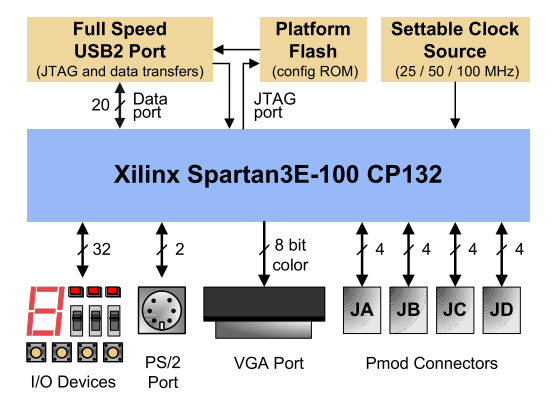 Full Speed
USB2 Port
(JTAG and data transfers)
Platform
Flash
(config ROM)
Settable Clock
Source
(25 / 50 / 100 MHz)
20
Data
port
JTAG
port
Xilinx Spartan3E-100 CP132
32
2
8 bit
color
4
4
4
4
JA
JB
JC
JD
I/O Devices
PS/2
Port
VGA Port
Pmod Connectors